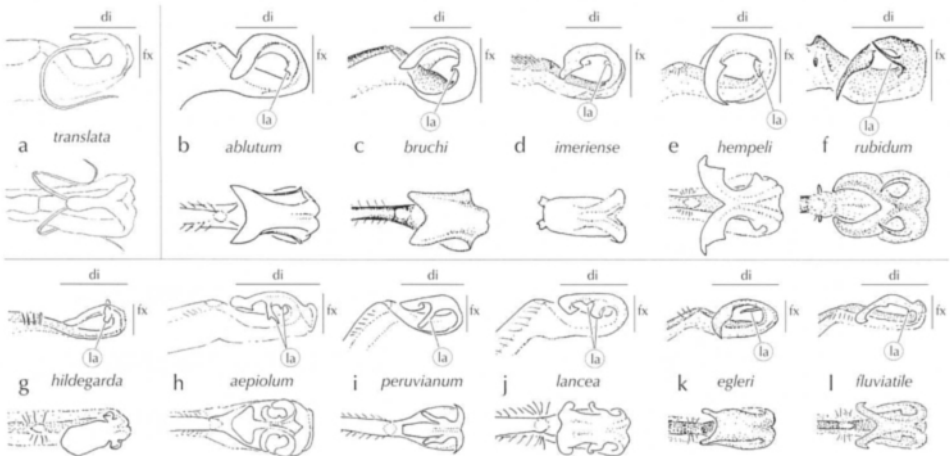 di di di di di di
fx fx fx fx fx
la la la la la
a translata b ablutum c bruchi d imeriense e hempeli f rubidum
di di di di di di
fx fx fx fx fx fx
la la la la la la
g hildegarda h aepiolum i peruvianum j lancea k egleri l fluviatile